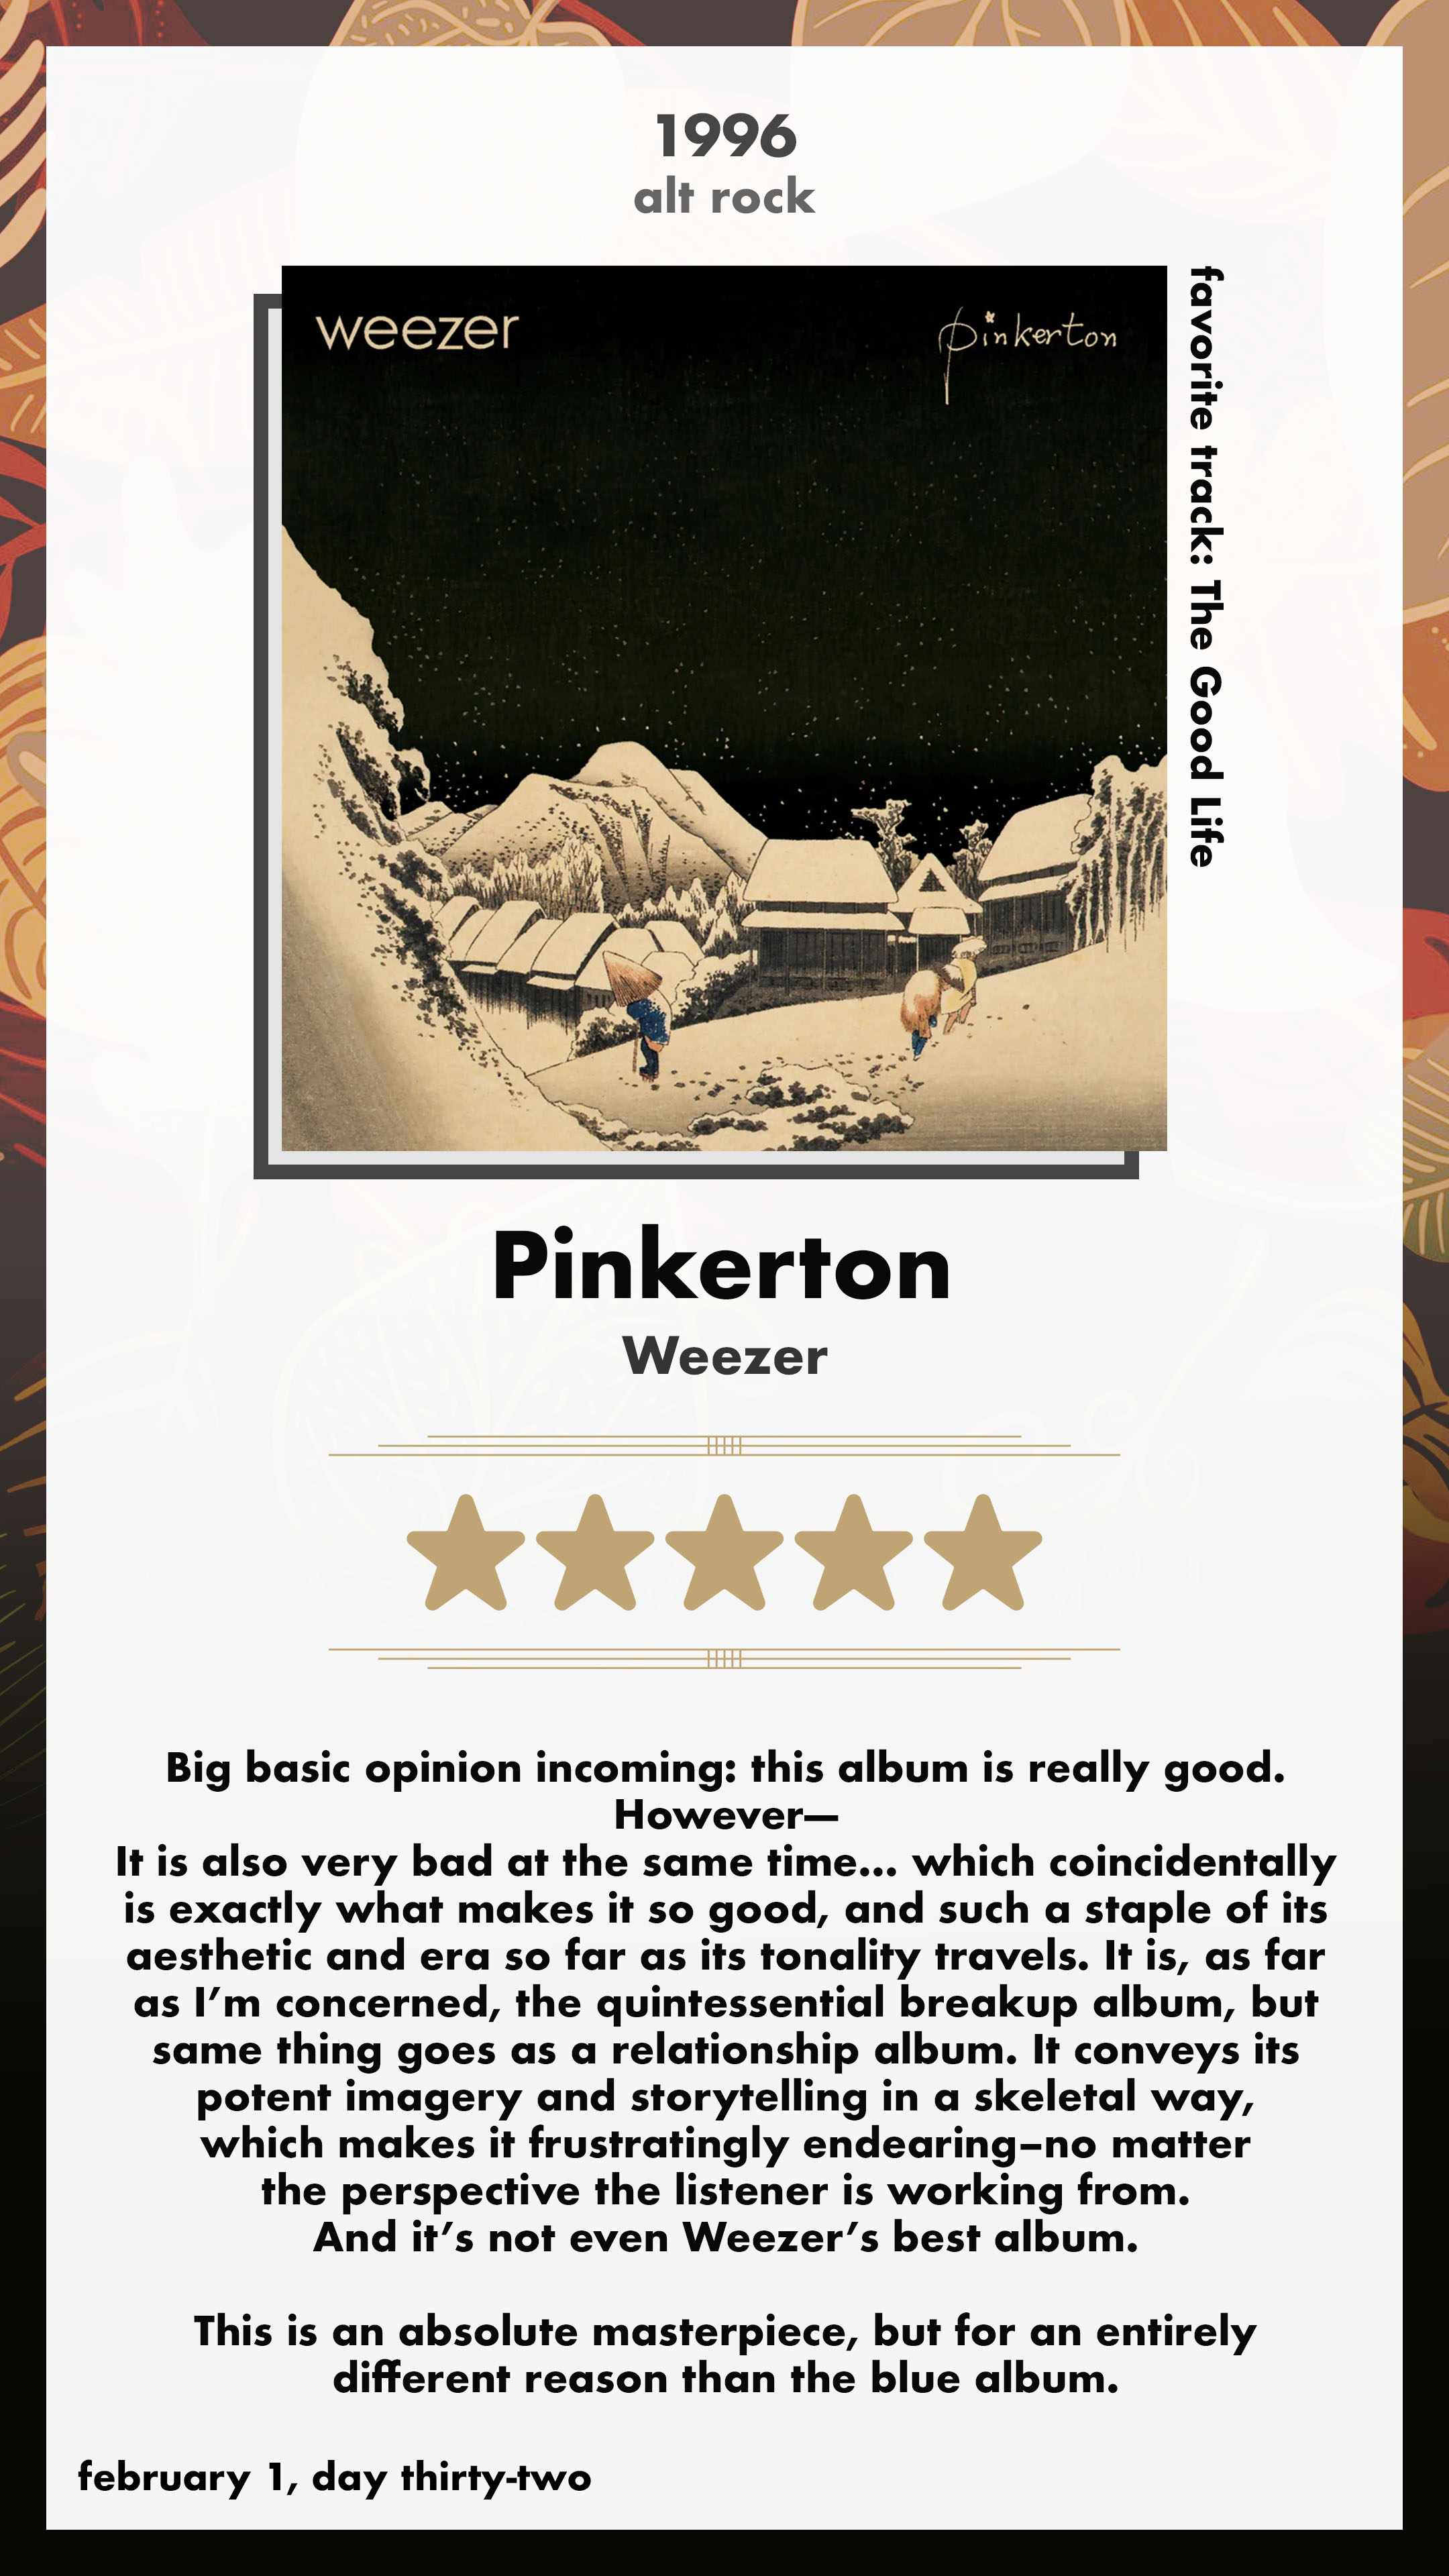 1996
alt rock
weezer
pinkerton
favorite track: The Good Life
Pinkerton
Weezer
Big basic opinion incoming: this album is really good.
However—
It is also very bad at the same time... which coincidentally
is exactly what makes it so good, and such a staple of its
aesthetic and era so far as its tonality travels. It is, as far
as I’m concerned, the quintessential breakup album, but
same thing goes as a relationship album. It conveys its
potent imagery and storytelling in a skeletal way,
which makes it frustratingly endearing–no matter
the perspective the listener is working from.
And it’s not even Weezer’s best album.
This is an absolute masterpiece, but for an entirely
different reason than the blue album.
february 1, day thirty-two